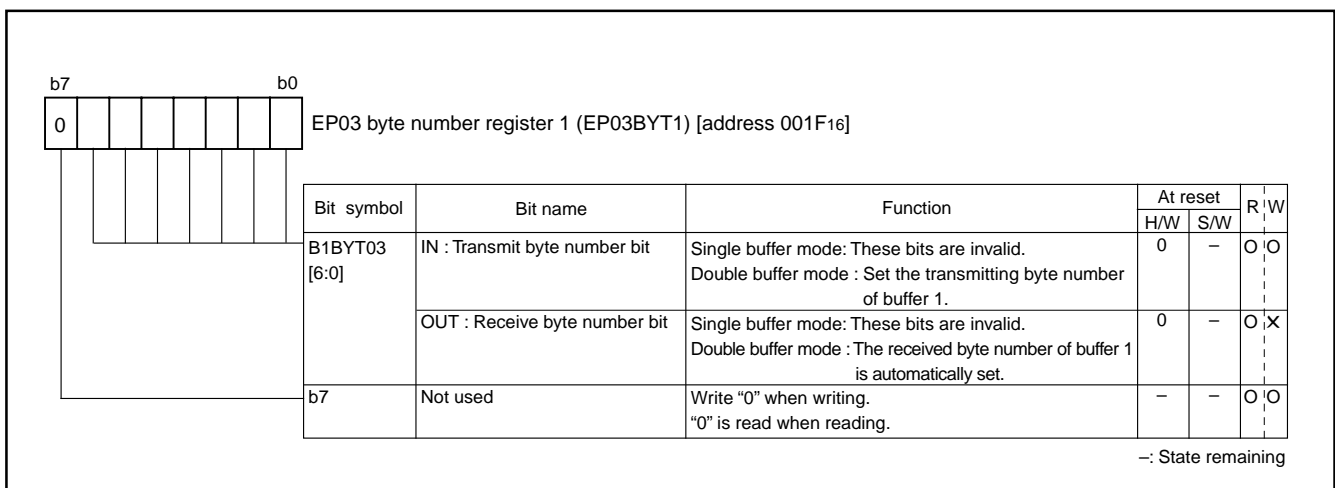 b7 b0
0 EP03 byte number register 1 (EP03BYT1) [address 001F16]
Bit symbol Bit name Function At reset R W
H/W S/W
B1BYT03 IN : Transmit byte number bit Single buffer mode: These bits are invalid. 0 – O O
[6:0] Double buffer mode : Set the transmitting byte number
of buffer 1.
OUT : Receive byte number bit Single buffer mode: These bits are invalid. 0 – O ✕
Double buffer mode : The received byte number of buffer 1
is automatically set.
b7 Not used Write “0” when writing. – – O O
“0” is read when reading.
–: State remaining